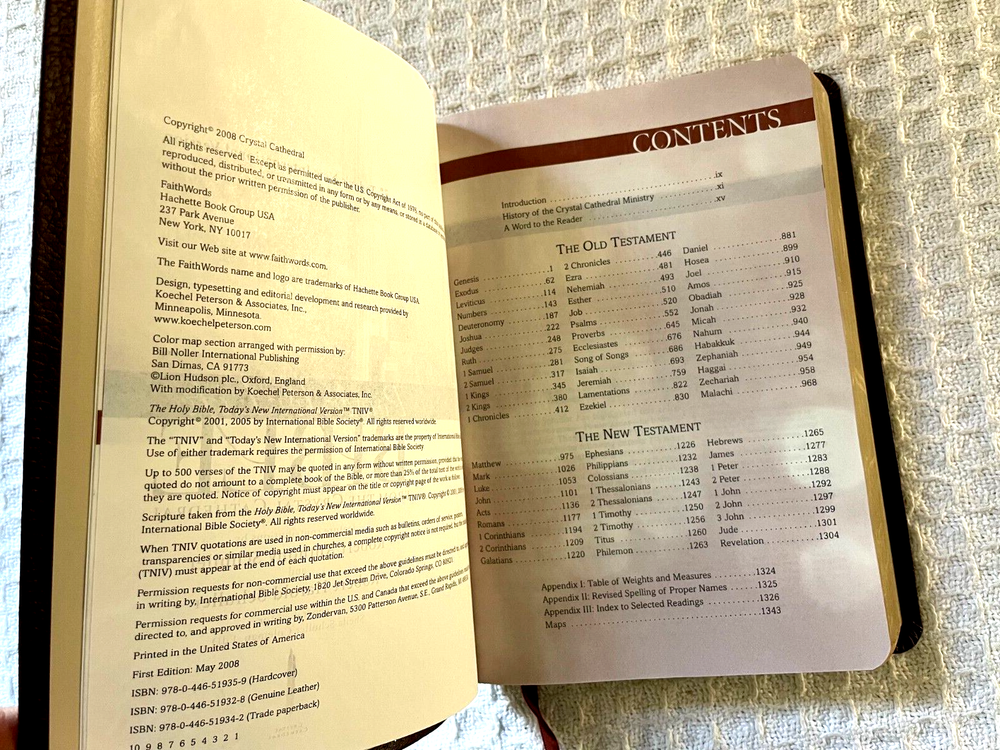 Copyright® 2008 Crystal Cathedral
All rights reserved Except us permitted under the U.S. Copyright Act of 1976, no part of
reproduced, distributed, or transmitted in any form or by any means, or stored in a
without the prior written permission of the publisher.
FaithWords
Hachette Book Group USA
237 Park Avenue
New York, NY 10017
Visit our Web site at www.faithwords.com.
The FaithWords name and logo are trademarks of Hachette Book Group USA
Design, typesetting and editorial development and research provided by
Koechel Peterson & Associates, Inc.,
Minneapolis, Minnesota.
www.koechelpeterson.com
Color map section arranged with permission by:
Bill Noller International Publishing
San Dimas, CA 91773
©Lion Hudson plc., Oxford, England
With modification by Koechel Peterson & Associates, Inc.
The Holy Bible, Today's New International Version™ TNIV®
Copyright® 2001, 2005 by International Bible Society® All rights reserved worldwide.
The "TNIV" and "Today's New International Version" trademarks are the property of International
Use of either trademark requires the permission of International Bible Society
Up to 500 verses of the TNIV may be quoted in any form without written permission, provided
quoted do not amount to a complete book of the Bible, or more than 25% of the total text of the
they are quoted. Notice of copyright must appear on the title or copyright page of the work as follows
Scripture taken from the Holy Bible, Today's New International Version™ TNIV® Copyright © 2001,
International Bible Society®. All rights reserved worldwide.
When TNIV quotations are used in non-commercial media such as bulletins, orders of service, posters,
transparencies or similar media used in churches, a complete copyright notice is not required, but the
(TNIV) must appear at the end of each quotation.
Permission requests for non-commercial use that exceed the above guidelines must be directed to
in writing by, International Bible Society, 1820 Jet Stream Drive, Colorado Springs, CO 80921.
Permission requests for commercial use within the U.S. and Canada that exceed the above guidelines must be
directed to, and approved in writing by, Zondervan, 5300 Patterson Avenue, S.E., Grand Rapids, MI
Printed in the United States of America
First Edition: May 2008
ISBN: 978-0-446-51935-9 (Hardcover)
ISBN: 978-0-446-51932-8 (Genuine Leather)
ISBN: 978-0-446-51934-2 (Trade paperback)
10 9 8 7 6 5 4 3 2 1
CONTENTS
Introduction ix
History of the Crystal Cathedral Ministry xi
A Word to the Reader xv
THE OLD TESTAMENT
Genesis 1
Exodus 62
Leviticus 114
Numbers 143
Deuteronomy 187
Joshua 222
Judges 248
Ruth 275
1 Samuel 281
2 Samuel 317
1 Kings 345
2 Kings 380
1 Chronicles 412
2 Chronicles 446
Ezra 481
Nehemiah 493
Esther 510
Job 520
Psalms 552
Proverbs 645
Ecclesiastes 676
Song of Songs 686
Isaiah 693
Jeremiah 759
Lamentations 822
Ezekiel 830
Daniel 881
Hosea 899
Joel 910
Amos 915
Obadiah 925
Jonah 928
Micah 932
Nahum 940
Habakkuk 944
Zephaniah 949
Haggai 954
Zechariah 958
Malachi 968
THE NEW TESTAMENT
Matthew 975
Mark 1026
Luke 1053
John 1101
Acts 1136
Romans 1177
1 Corinthians 1194
2 Corinthians 1209
Galatians 1220
Ephesians 1226
Philippians 1232
Colossians 1238
1 Thessalonians 1243
2 Thessalonians 1247
1 Timothy 1250
2 Timothy 1256
Titus 1260
Philemon 1263
Hebrews 1265
James 1277
1 Peter 1283
2 Peter 1288
1 John 1292
2 John 1297
3 John 1299
Jude 1301
Revelation 1304
Appendix I: Table of Weights and Measures 1324
Appendix II: Revised Spelling of Proper Names 1325
Appendix III: Index to Selected Readings 1326
Maps 1343